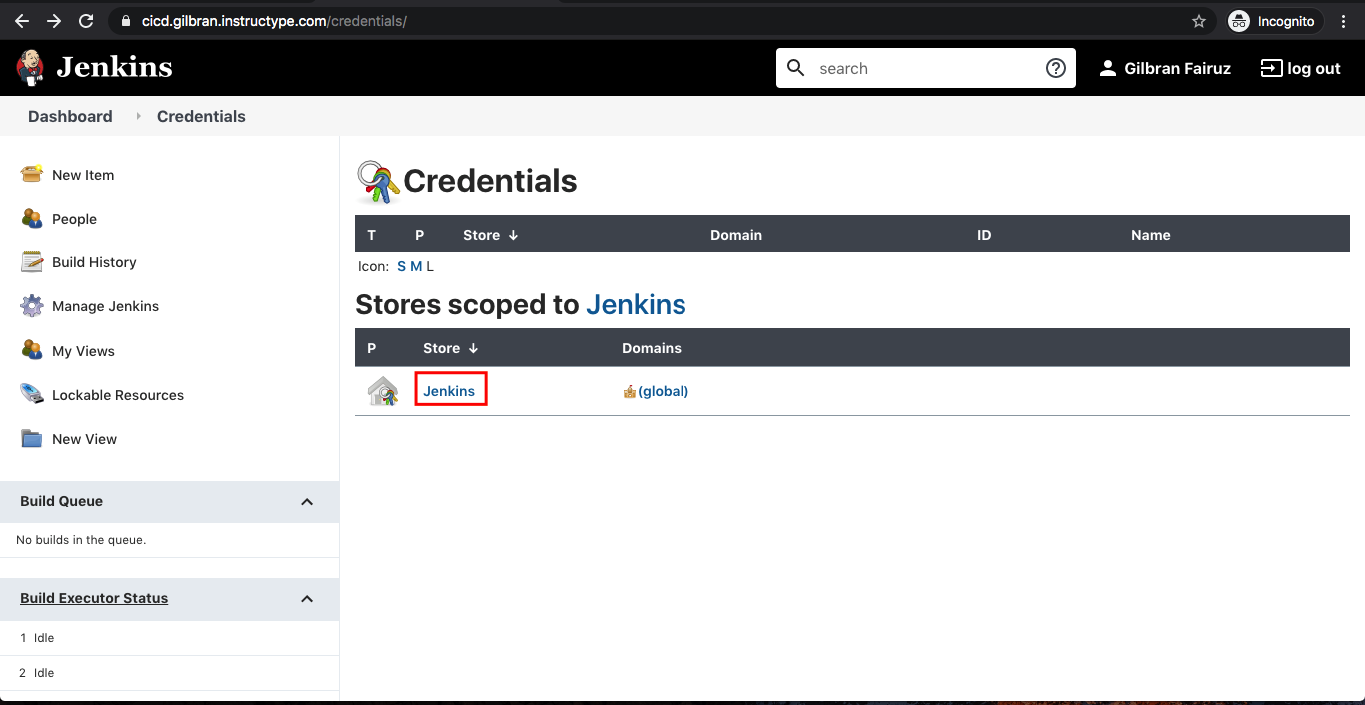 cicd.gilbran.instructype.com/credentials/
Incognito
Jenkins
search
Gilbran Fairuz
log out
Dashboard
Credentials
New Item
People
Build History
Manage Jenkins
My Views
Lockable Resources
New View
Build Queue
No builds in the queue.
Build Executor Status
1 Idle
2 Idle
Credentials
T P Store ↓ Domain ID Name
Icon: S M L
Stores scoped to Jenkins
P Store ↓ Domains
Jenkins (global)